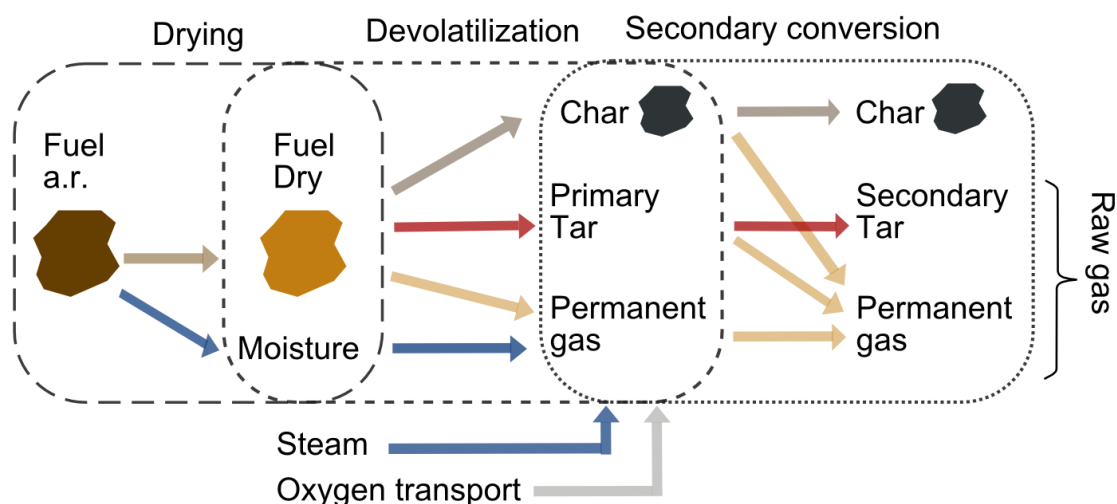 Drying
Devolatilization
Secondary conversion
Fuel
a.r.
Fuel
Dry
Moisture
Char
Primary
Tar
Permanent
gas
Char
Secondary
Tar
Permanent
gas
Raw gas
Steam
Oxygen transport